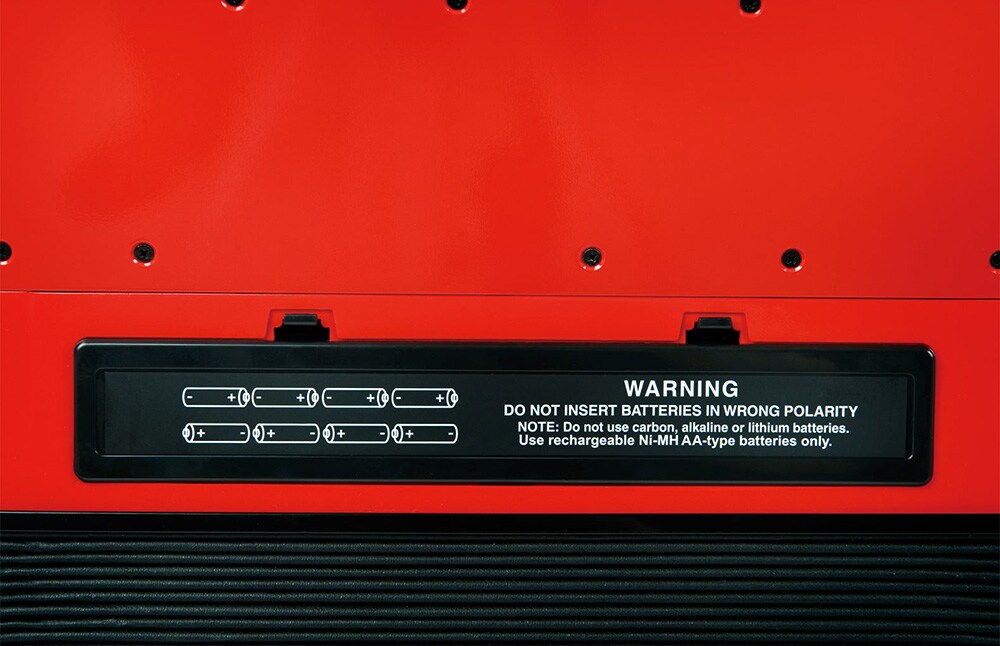 WARNING
DO NOT INSERT BATTERIES IN WRONG POLARITY
NOTE: Do not use carbon, alkaline or lithium batteries.
Use rechargeable Ni-MH AA-type batteries only.
- + - + - + - +
+ - + - + - + -